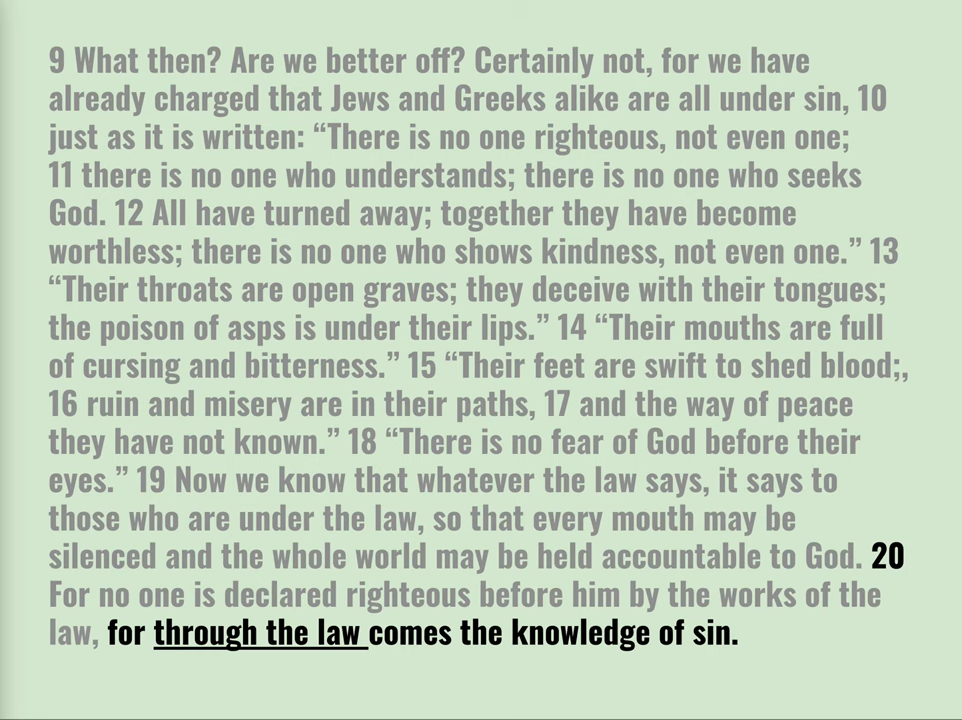 9 What then? Are we better off? Certainly not, for we have
already charged that Jews and Greeks alike are all under sin, 10
just as it is written: “There is no one righteous, not even one;
11 there is no one who understands; there is no one who seeks
God. 12 All have turned away; together they have become
worthless; there is no one who shows kindness, not even one.” 13
“Their throats are open graves; they deceive with their tongues;
the poison of asps is under their lips.” 14 “Their mouths are full
of cursing and bitterness.” 15 “Their feet are swift to shed blood;,
16 ruin and misery are in their paths, 17 and the way of peace
they have not known.” 18 “There is no fear of God before their
eyes.” 19 Now we know that whatever the law says, it says to
those who are under the law, so that every mouth may be
silenced and the whole world may be held accountable to God. 20
For no one is declared righteous before him by the works of the
law, for through the law comes the knowledge of sin.